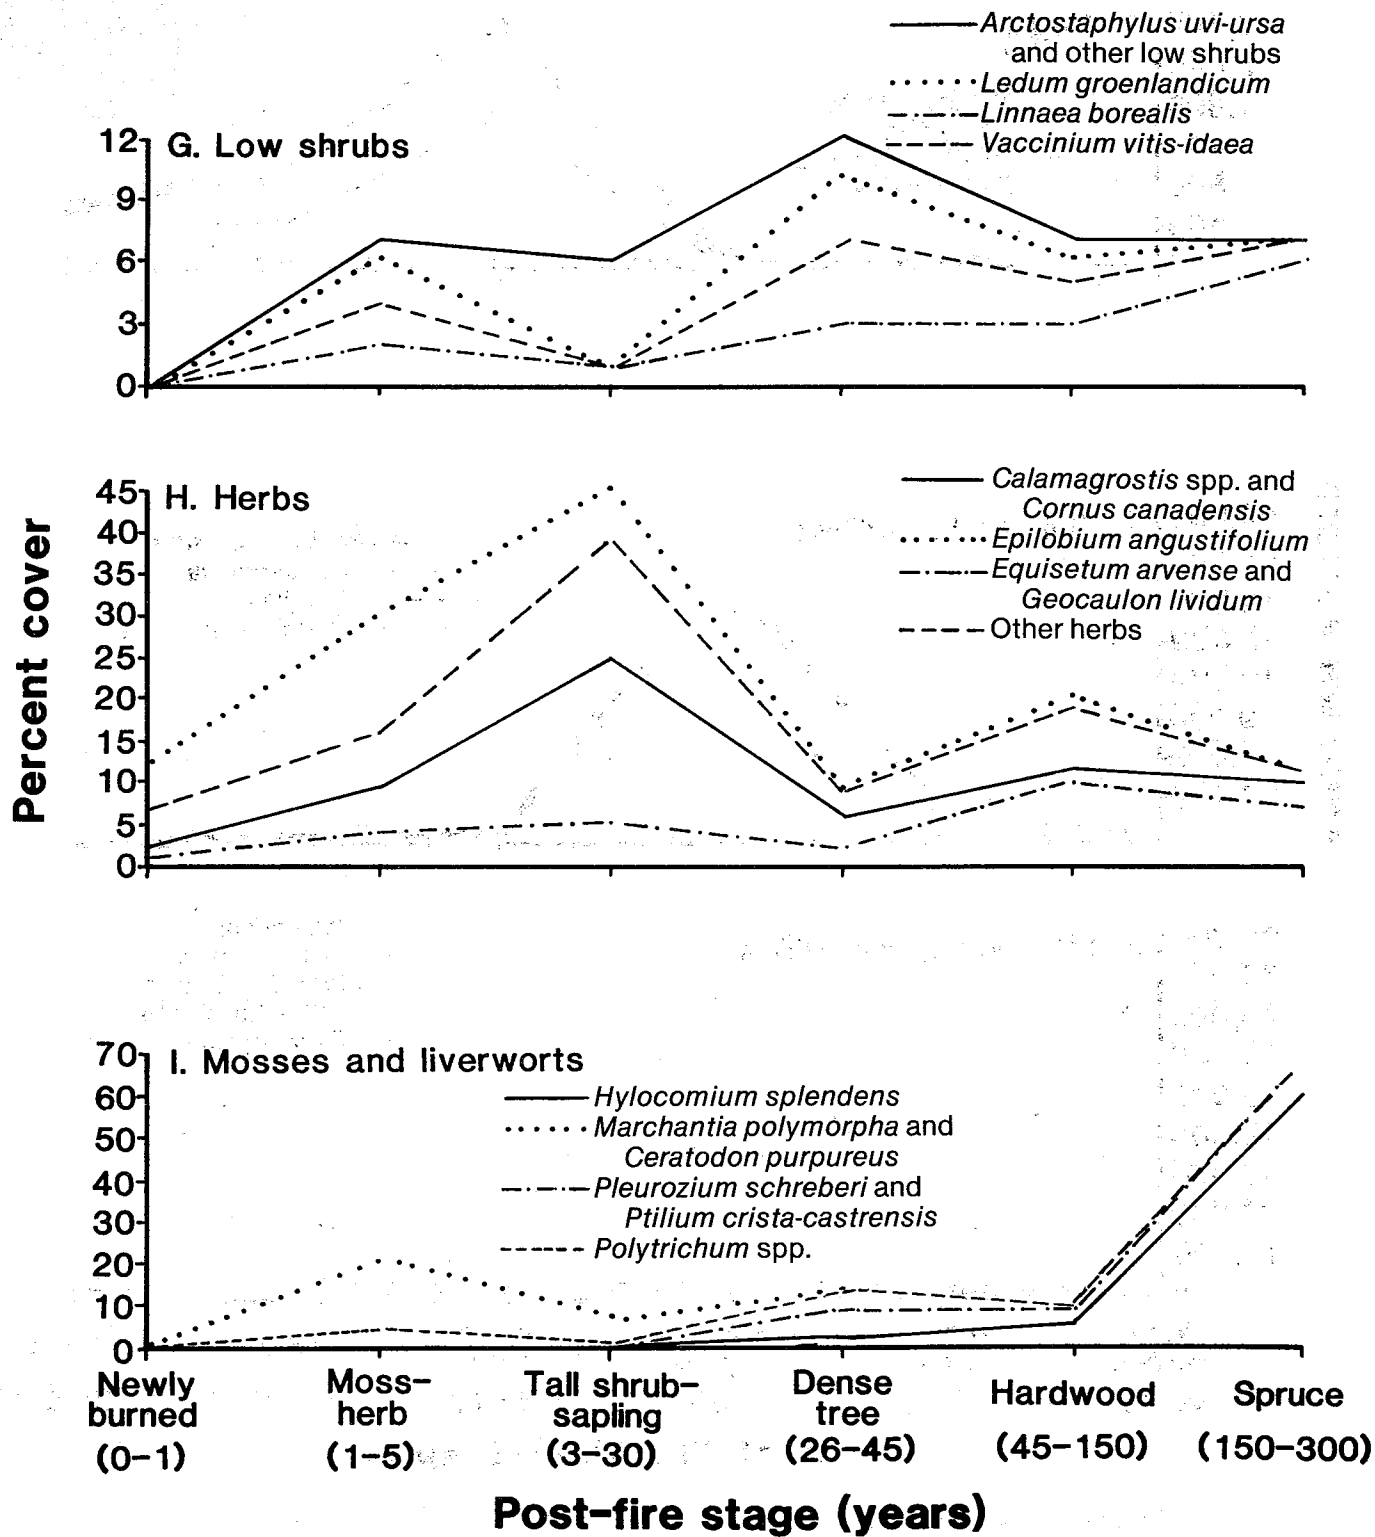 Arctostaphylus uvi-ursa
and other low shrubs
Ledum groenlandicum
Linnaea borealis
Vaccinium vitis-idaea
G. Low shrubs
12
9
6
3
0
Percent cover
H. Herbs
Calamagrostis spp. and
Cornus canadensis
Epilobium angustifolium
Equisetum arvense and
Geocaulon lividum
Other herbs
45
40
35
30
25
20
15
10
5
0
I. Mosses and liverworts
Hylocomium splendens
Marchantia polymorpha and
Ceratodon purpureus
Pleurozium schreberi and
Ptilium crista-castrensis
Polytrichum spp.
70
60
50
40
30
20
10
0
Newly
burned
(0–1)
Moss–
herb
(1–5)
Tall shrub–
sapling
(3–30)
Dense
tree
(26–45)
Hardwood
(45–150)
Spruce
(150–300)
Post–fire stage (years)